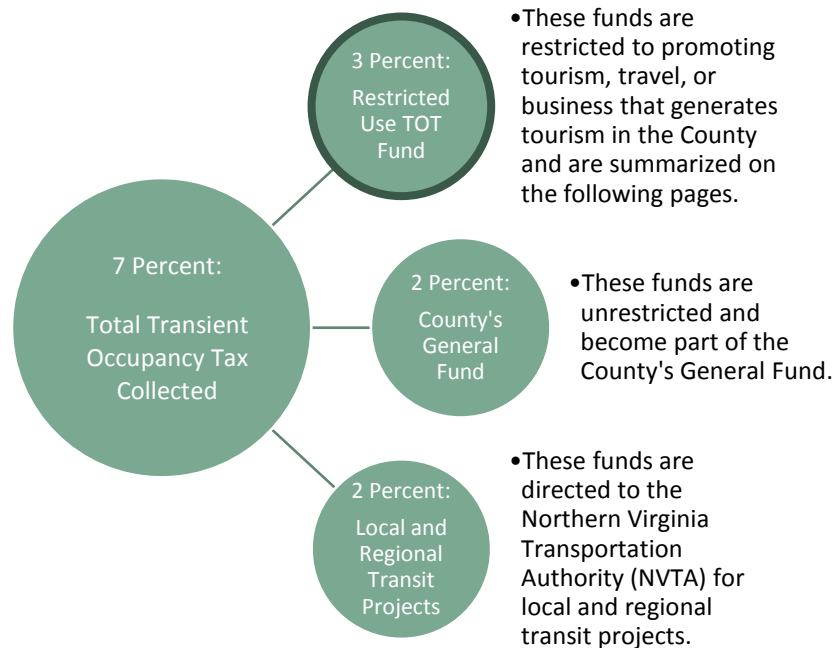 7 Percent:
Total Transient
Occupancy Tax
Collected
3 Percent:
Restricted
Use TOT
Fund
•These funds are
restricted to promoting
tourism, travel, or
business that generates
tourism in the County
and are summarized on
the following pages.
2 Percent:
County's
General
Fund
•These funds are
unrestricted and
become part of the
County's General Fund.
2 Percent:
Local and
Regional
Transit
Projects
•These funds are
directed to the
Northern Virginia
Transportation
Authority (NVTA) for
local and regional
transit projects.